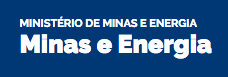 MINISTÉRIO DE MINAS E ENERGIA
Minas e Energia